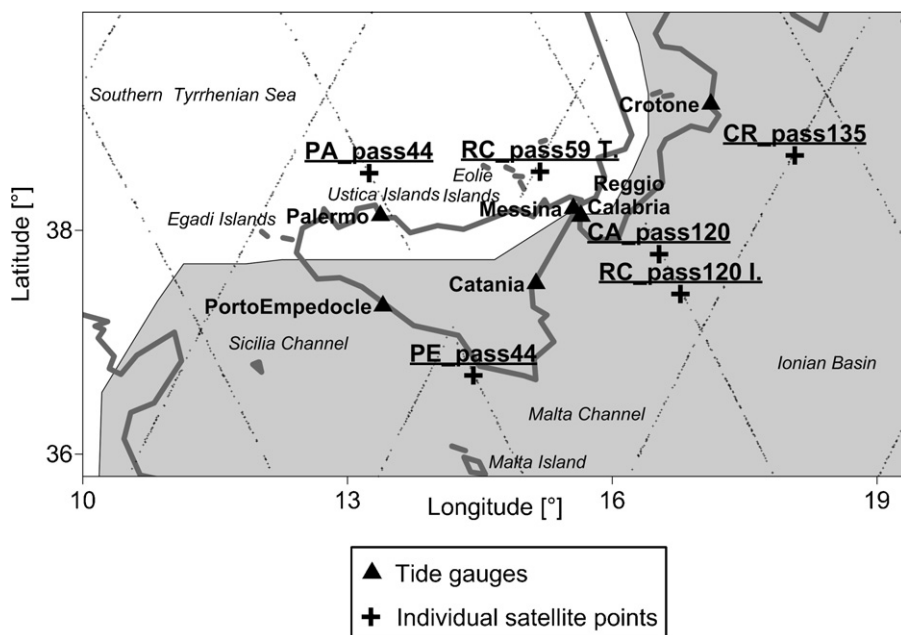 Southern Tyrrhenian Sea
Crotone
PA_pass44
RC_pass59 T.
CR_pass135
Eolie
Islands
Ustica Islands
Reggio
Calabria
Egadi Islands
Palermo
Messina
CA_pass120
Catania
RC_pass120 I.
PortoEmpedocle
Sicilia Channel
PE_pass44
Ionian Basin
Malta Channel
Malta Island
Latitude [°]
38
36
10
13
16
19
Longitude [°]
Tide gauges
Individual satellite points